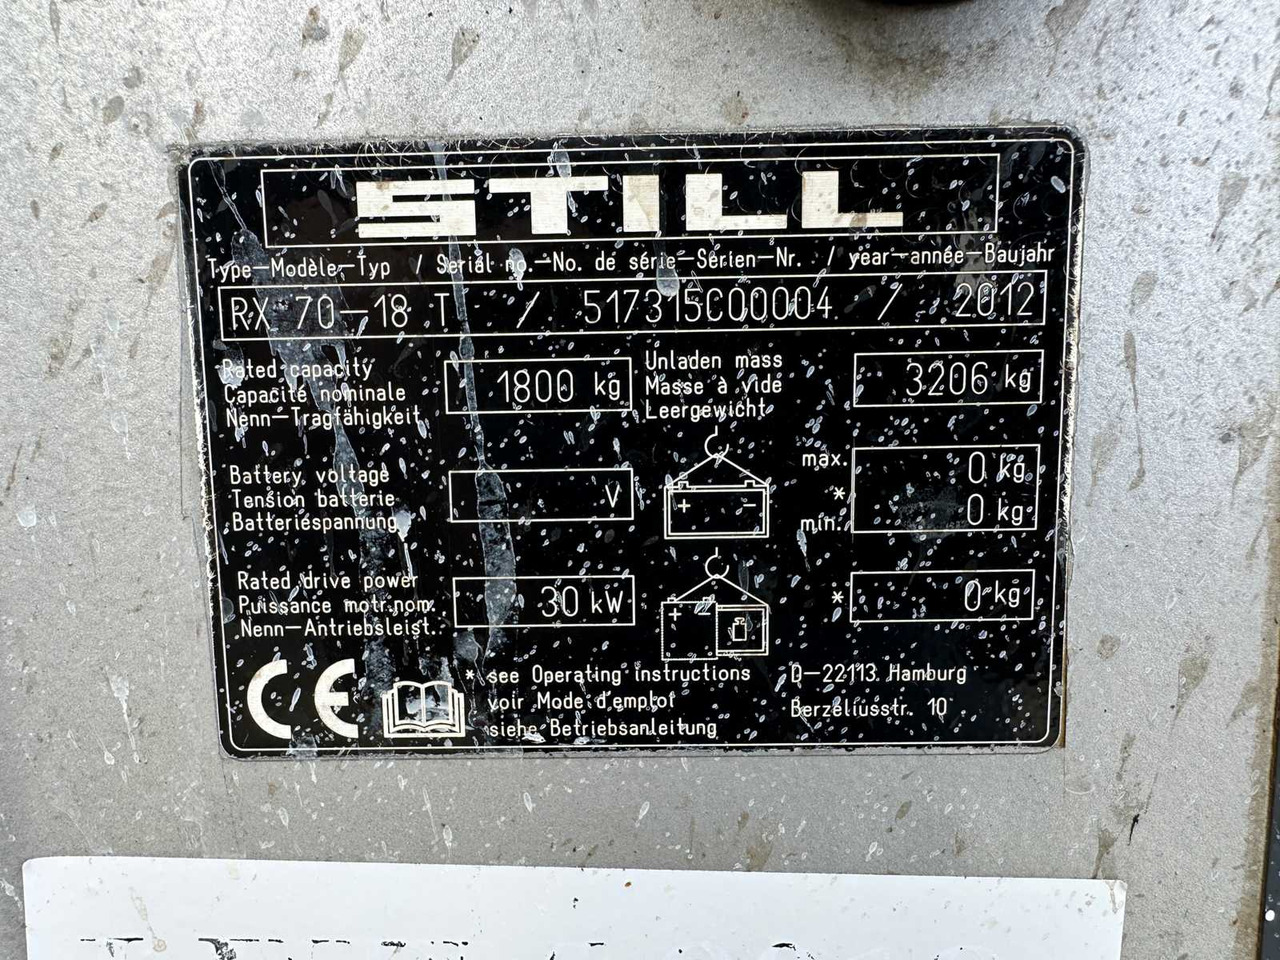 STILL
Type-Modèle-Typ / Serial no.-No. de série-Serien-Nr. / year-année-Baujahr
RX 70-18 T / 517315C00004 / 2012
Rated capacity
Capacité nominale
Nenn-Tragfähigkeit
1800 kg
Unladen mass
Masse à vide
Leergewicht
3206 kg
Battery voltage
Tension batterie
Batteriespannung
V
+ -
max. 0 kg
*
min. 0 kg
Rated drive power
Puissance motr.nom.
Nenn-Antriebsleist.
30 kW
+ -
* 0 kg
CE
* see Operating instructions
voir Mode d'emploi
siehe Betriebsanleitung
D-22113 Hamburg
Berzeliusstr. 10